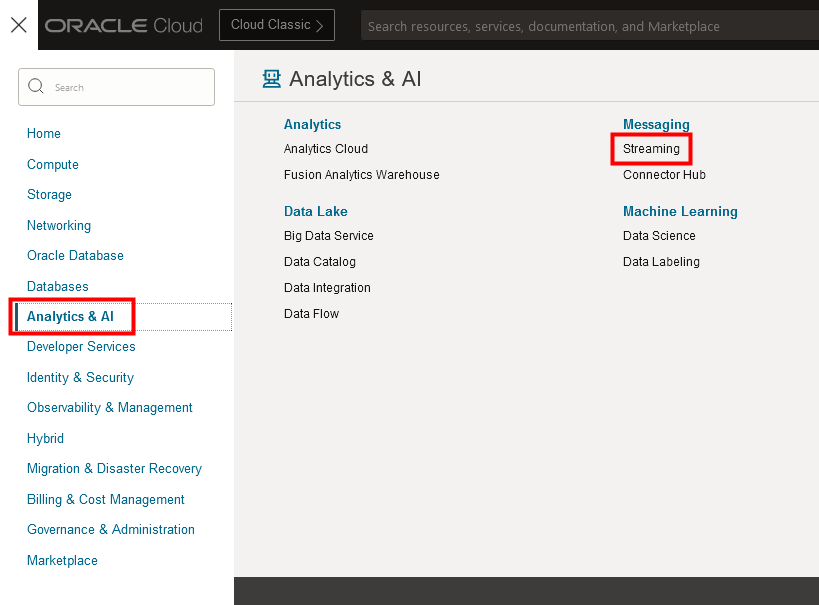 ORACLE Cloud
Cloud Classic
Search resources, services, documentation, and Marketplace
Search
Home
Compute
Storage
Networking
Oracle Database
Databases
Analytics & AI
Developer Services
Identity & Security
Observability & Management
Hybrid
Migration & Disaster Recovery
Billing & Cost Management
Governance & Administration
Marketplace
Analytics & AI
Analytics
Analytics Cloud
Fusion Analytics Warehouse
Data Lake
Big Data Service
Data Catalog
Data Integration
Data Flow
Messaging
Streaming
Connector Hub
Machine Learning
Data Science
Data Labeling